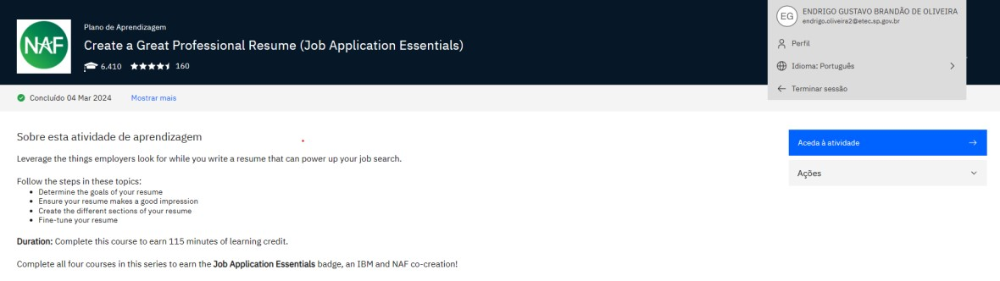 NAF
Plano de Aprendizagem
Create a Great Professional Resume (Job Application Essentials)
6.410 160
EG
ENDRIGO GUSTAVO BRANDÃO DE OLIVEIRA
endrigo.oliveira2@etec.sp.gov.br
Perfil
Idioma: Português
Terminar sessão
Concluído 04 Mar 2024 Mostrar mais
Sobre esta atividade de aprendizagem
Leverage the things employers look for while you write a resume that can power up your job search.
Follow the steps in these topics:
Determine the goals of your resume
Ensure your resume makes a good impression
Create the different sections of your resume
Fine-tune your resume
Duration: Complete this course to earn 115 minutes of learning credit.
Complete all four courses in this series to earn the Job Application Essentials badge, an IBM and NAF co-creation!
Aceda à atividade
Ações